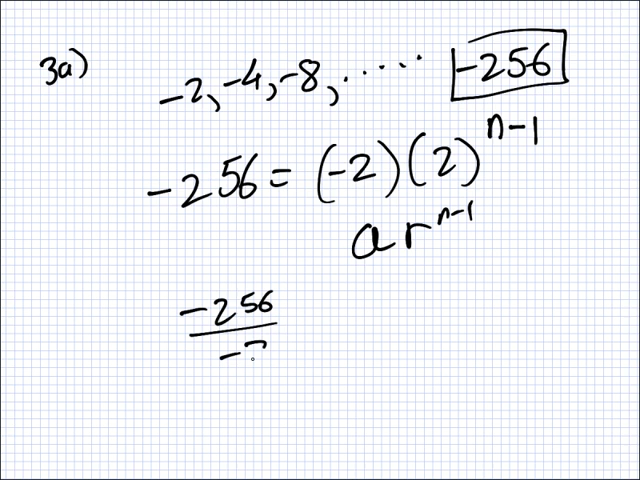 3a) -2, -4, -8, ..... -256
-256 = (-2)(2)^{n-1}
ar^{n-1}
-256